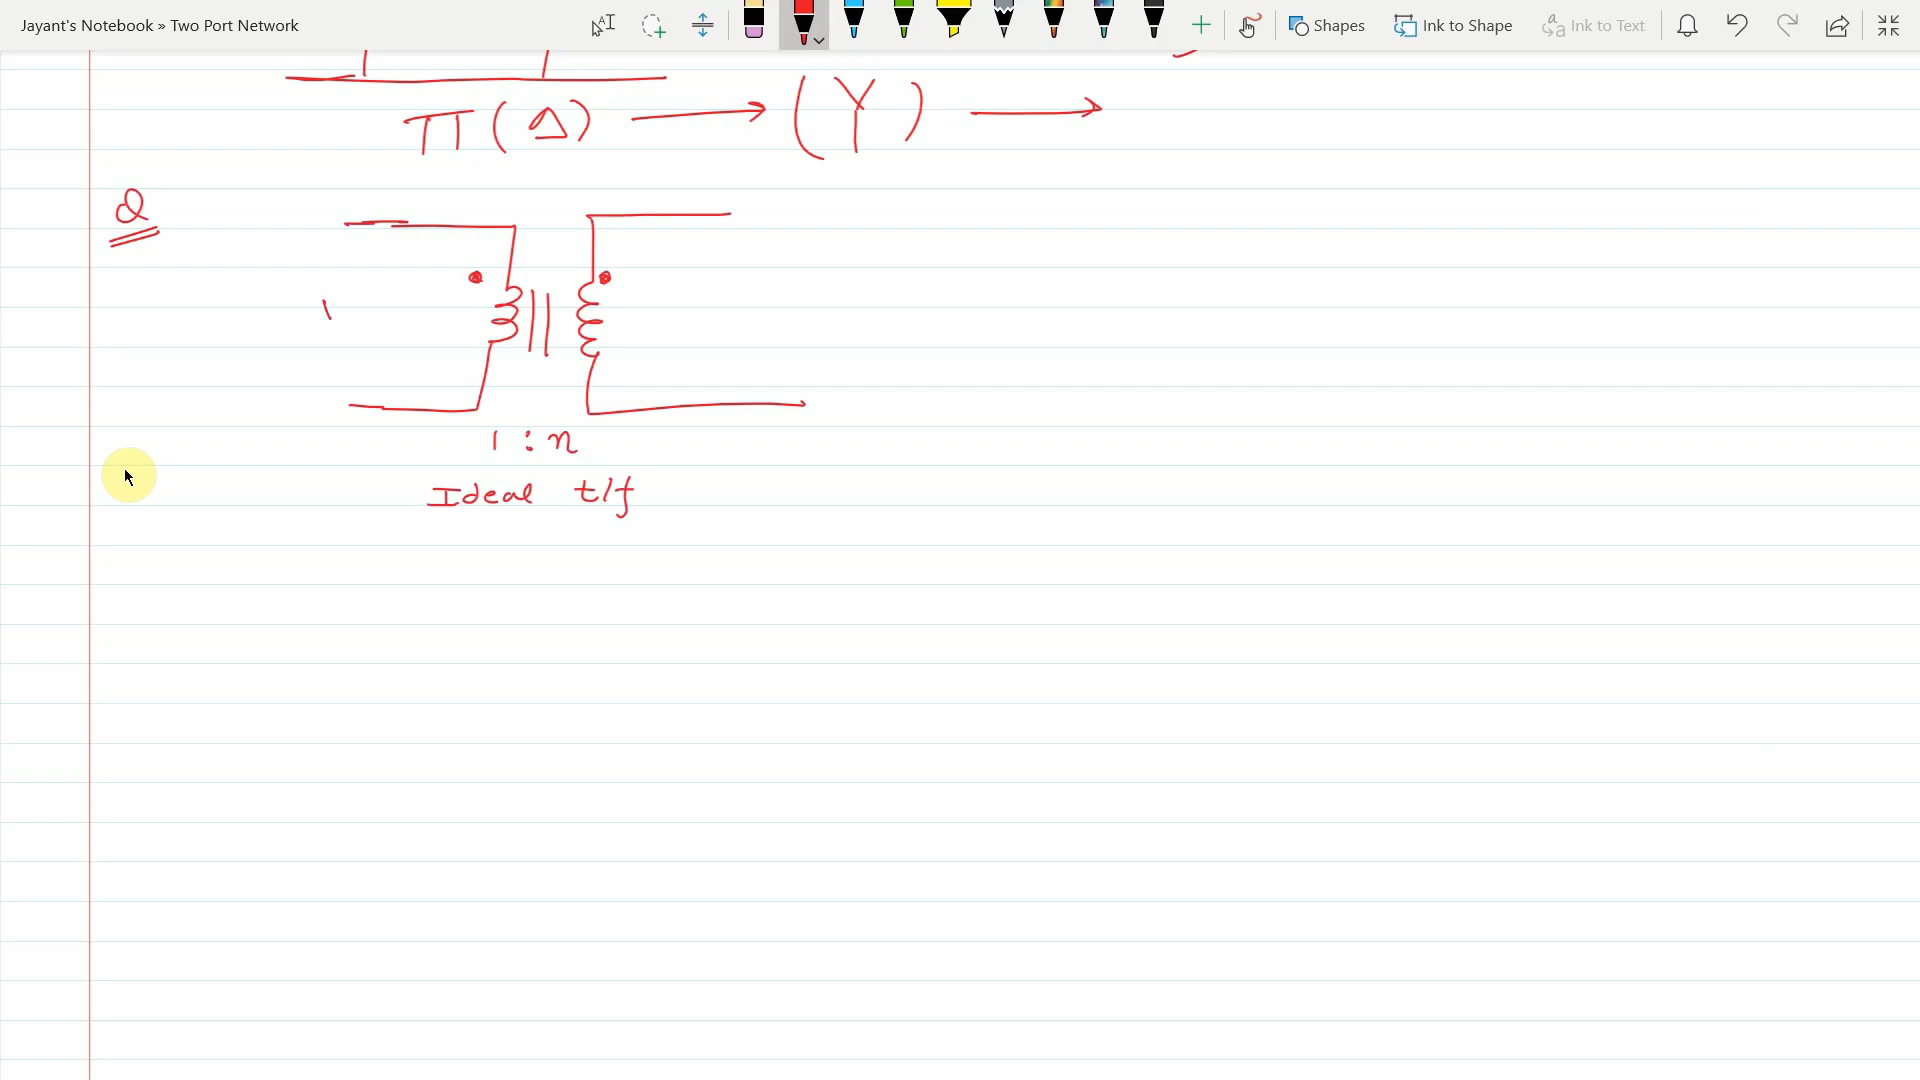 Jayant's Notebook » Two Port Network
Shapes
Ink to Shape
Ink to Text
π (Δ) → (Y) →
Q
1 : n
Ideal t/f